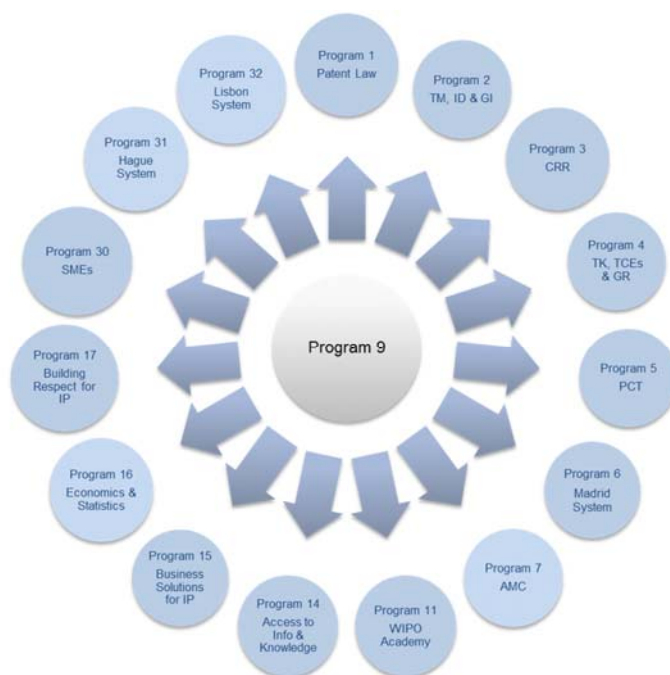 Program 1
Patent Law
Program 2
TM, ID & GI
Program 3
CRR
Program 4
TK, TCEs
& GR
Program 5
PCT
Program 6
Madrid
System
Program 7
AMC
Program 11
WIPO
Academy
Program 14
Access to
Info &
Knowledge
Program 15
Business
Solutions
for IP
Program 16
Economics &
Statistics
Program 17
Building
Respect for
IP
Program 30
SMEs
Program 31
Hague
System
Program 32
Lisbon
System
Program 9